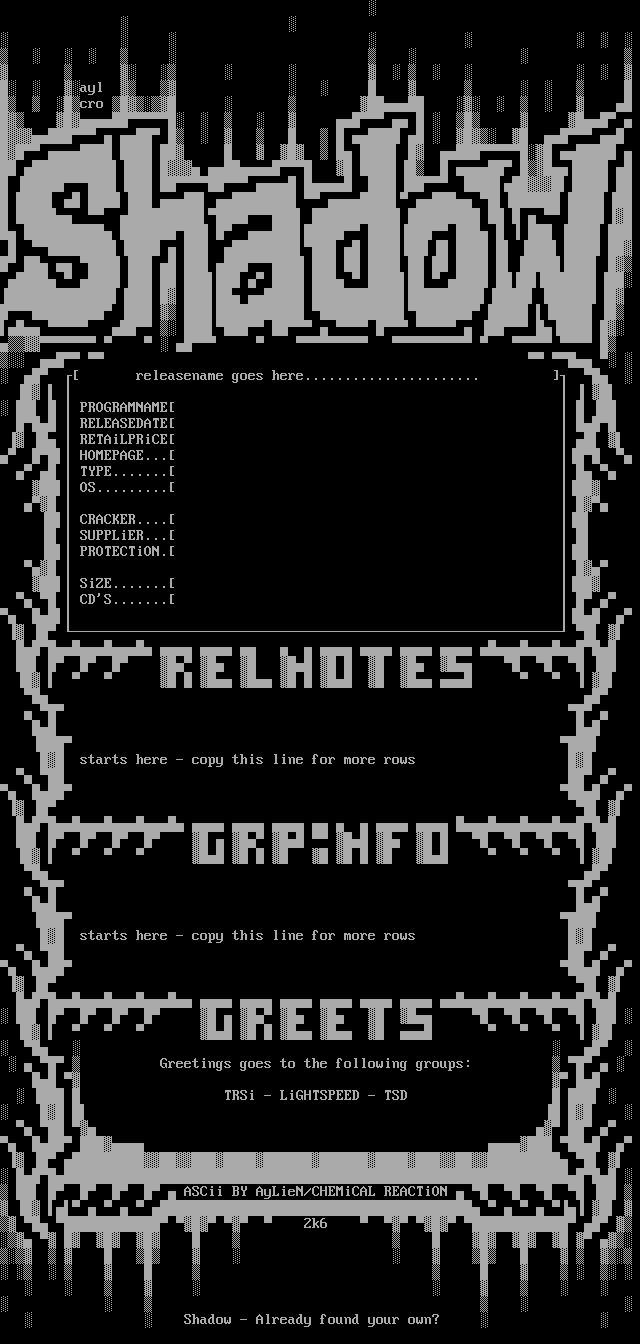 ayl
cro
Shadow
[ releasename goes here...................... ]
PROGRAMNAME[
RELEASEDATE[
RETAiLPRiCE[
HOMEPAGE...[
TYPE.......[
OS.........[
CRACKER....[
SUPPLiER...[
PROTECTiON.[
SiZE.......[
CD'S.......[
RELNOTES
starts here - copy this line for more rows
GRP:NFO
starts here - copy this line for more rows
GREETS
Greetings goes to the following groups:
TRSi - LiGHTSPEED - TSD
ASCii BY AyLieN/CHEMiCAL REACTiON
2k6
Shadow - Already found your own?